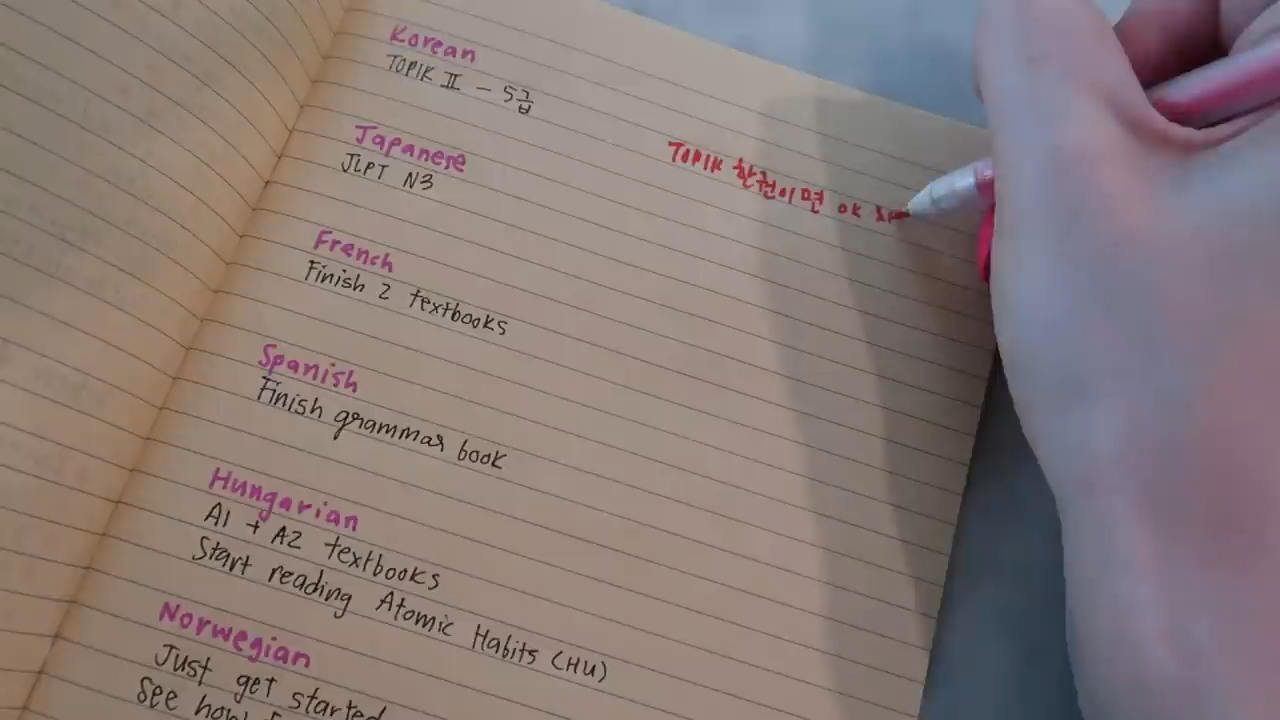 Korean
TOPIK II - 5급
TOPIK 한권이면 OK
Japanese
JLPT N3
French
Finish 2 textbooks
Spanish
Finish grammar book
Hungarian
A1 + A2 textbooks
Start reading Atomic Habits (HU)
Norwegian
Just get started
See how